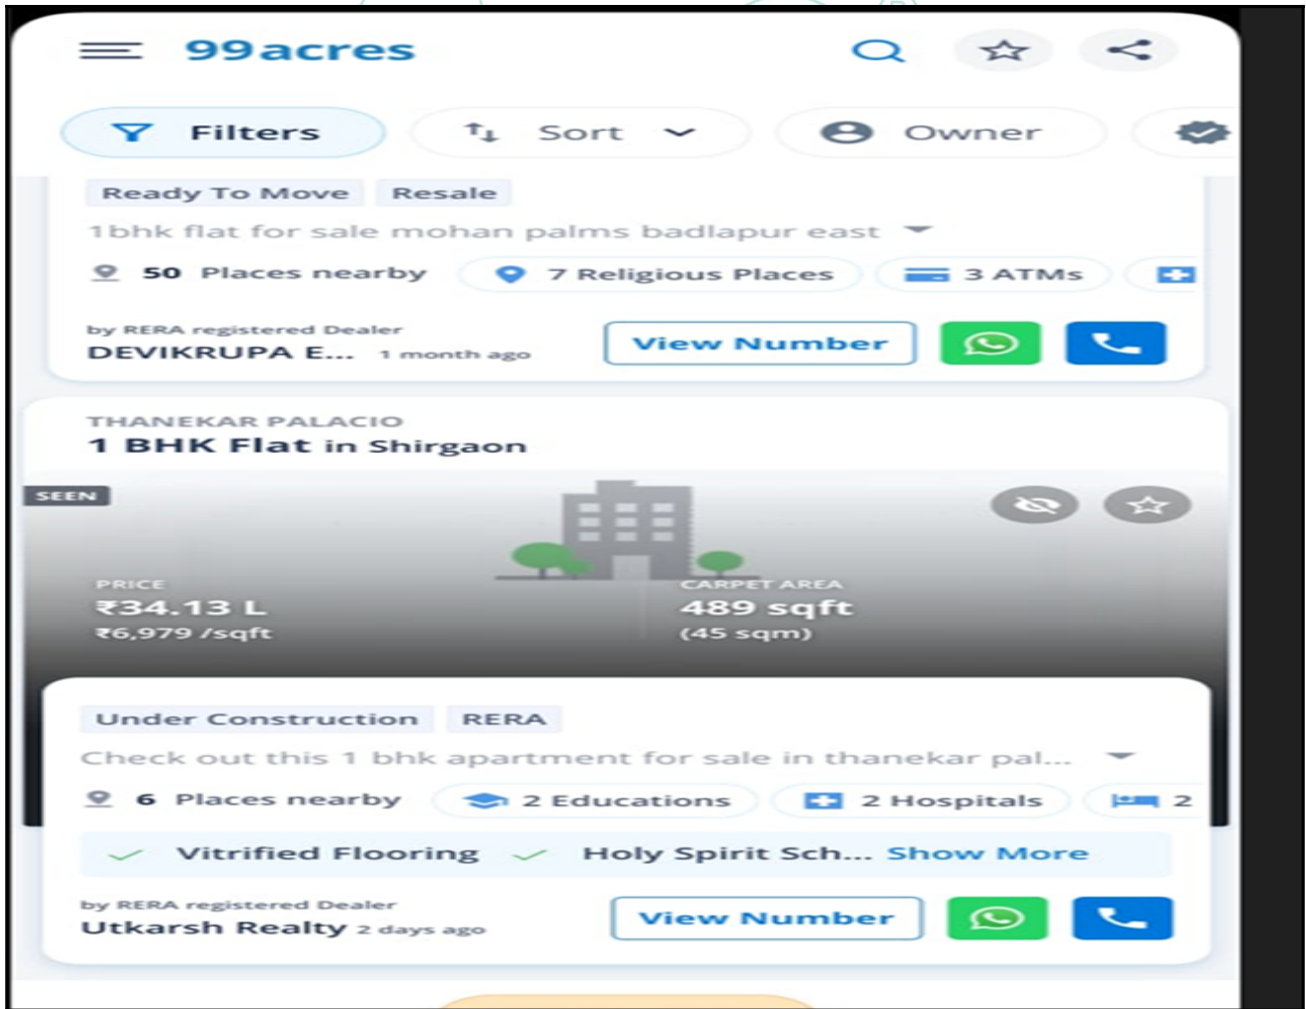 99acres
Filters Sort Owner
Ready To Move Resale
1bhk flat for sale mohan palms badlapur east
50 Places nearby 7 Religious Places 3 ATMs
by RERA registered Dealer
DEVIKRUPA E... 1 month ago View Number
THANEKAR PALACIO
1 BHK Flat in Shirgaon
SEEN
PRICE CARPET AREA
₹34.13 L 489 sqft
₹6,979 /sqft (45 sqm)
Under Construction RERA
Check out this 1 bhk apartment for sale in thanekar pal...
6 Places nearby 2 Educations 2 Hospitals 2
Vitrified Flooring Holy Spirit Sch... Show More
by RERA registered Dealer
Utkarsh Realty 2 days ago View Number